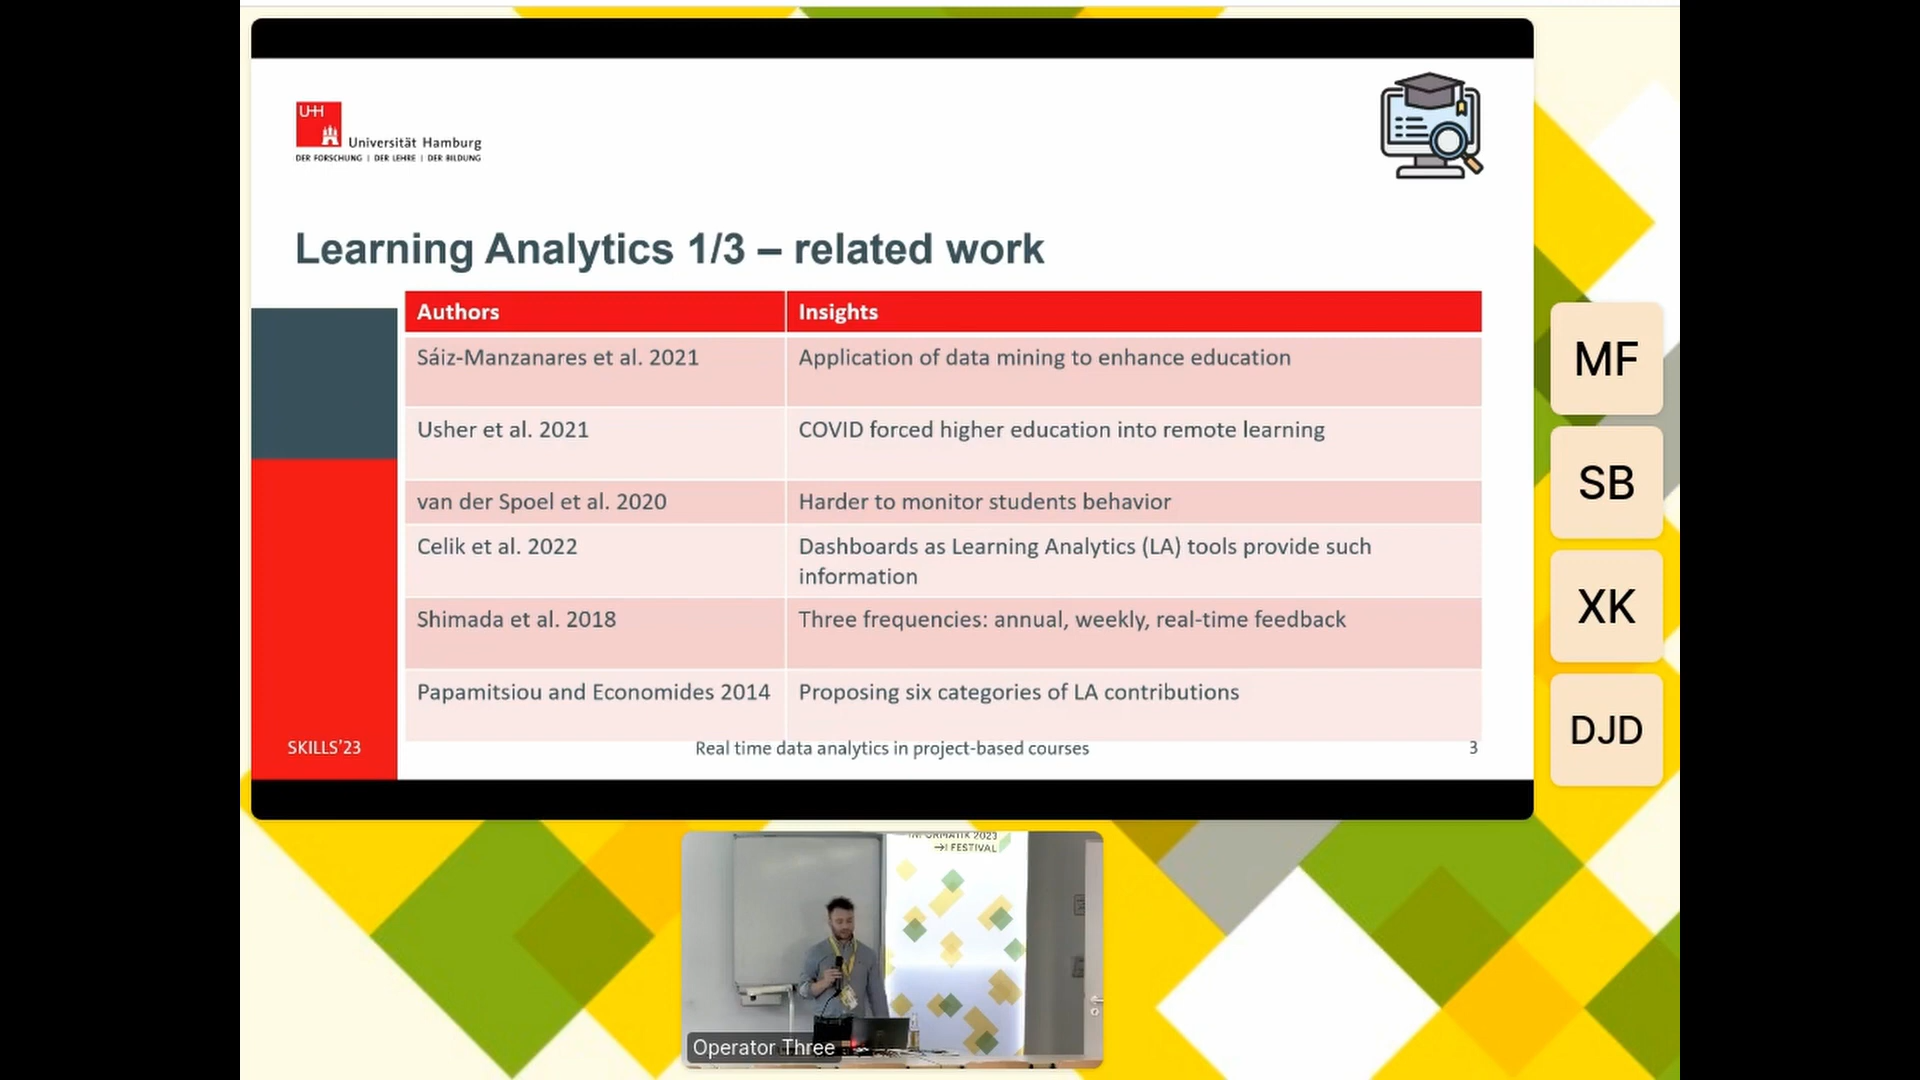 UHH
Universität Hamburg
DER FORSCHUNG | DER LEHRE | DER BILDUNG
Learning Analytics 1/3 – related work
Authors Insights
Sáiz-Manzanares et al. 2021 Application of data mining to enhance education
Usher et al. 2021 COVID forced higher education into remote learning
van der Spoel et al. 2020 Harder to monitor students behavior
Celik et al. 2022 Dashboards as Learning Analytics (LA) tools provide such
information
Shimada et al. 2018 Three frequencies: annual, weekly, real-time feedback
Papamitsiou and Economides 2014 Proposing six categories of LA contributions
SKILLS'23 Real time data analytics in project-based courses 3
MF
SB
XK
DJD
INFORMATIK 2023
FESTIVAL
Operator Three